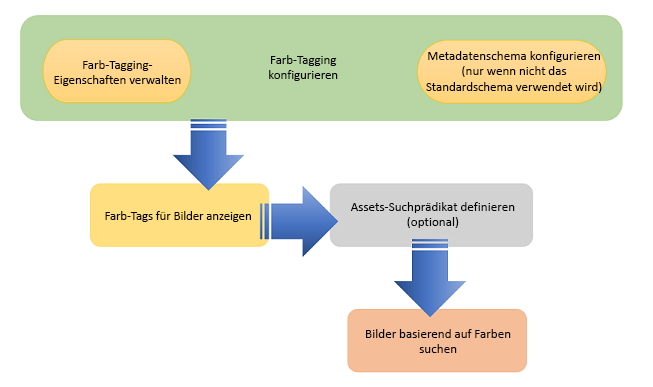 Farb-Tagging-
Eigenschaften verwalten
Farb-Tagging
konfigurieren
Metadatenschema konfigurieren
(nur wenn nicht das
Standardschema verwendet wird)
Farb-Tags für Bilder anzeigen
Assets-Suchprädikat definieren
(optional)
Bilder basierend auf Farben
suchen